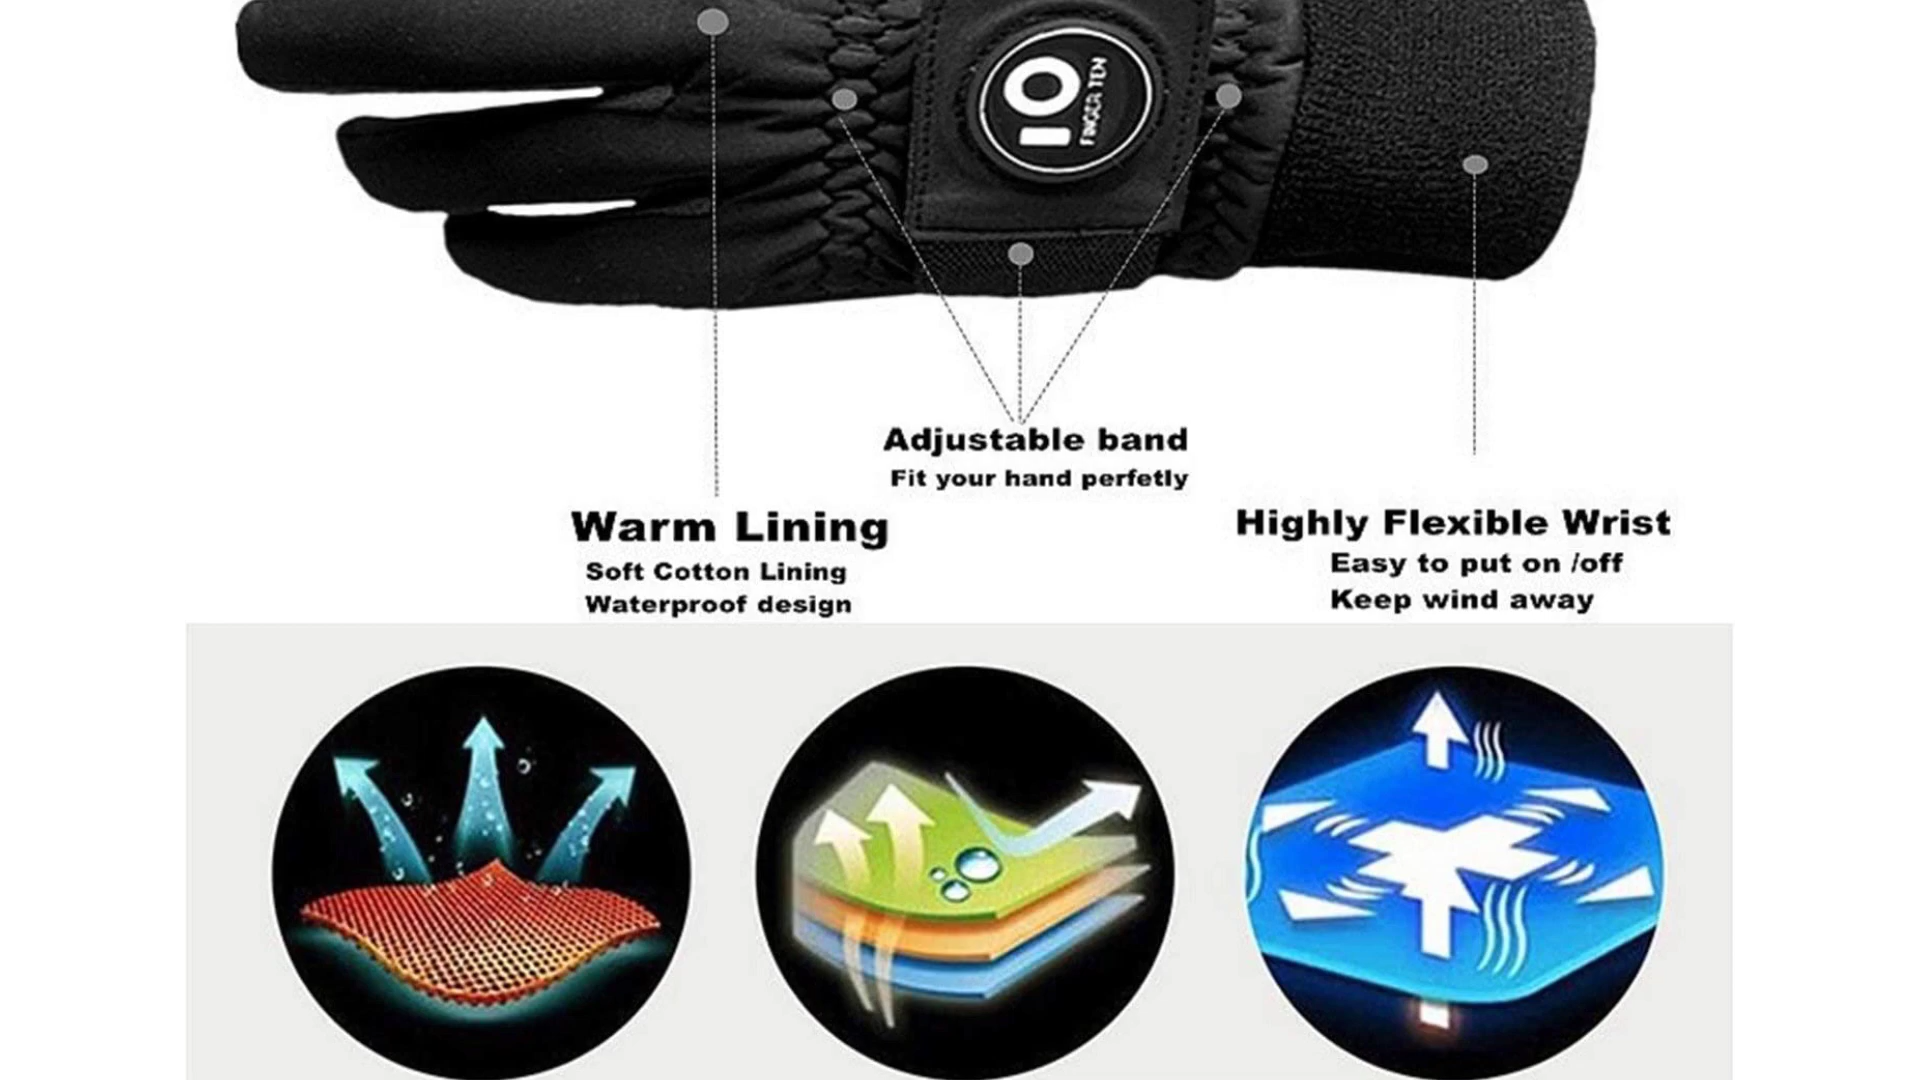 10
FINGER TEN
Adjustable band
Fit your hand perfetly
Warm Lining
Soft Cotton Lining
Waterproof design
Highly Flexible Wrist
Easy to put on /off
Keep wind away